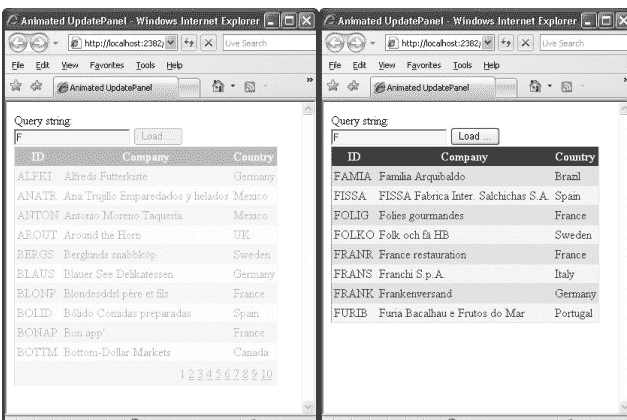 Animated UpdatePanel - Windows Internet Explorer
http://localhost:2382/
Live Search
File Edit View Favorites Tools Help
Animated UpdatePanel
Query string:
F
Load ...
ID Company Country
ALFKI Alfreds Futterkiste Germany
ANATR Ana Trujillo Emparedados y helados Mexico
ANTON Antonio Moreno Taquería Mexico
AROUT Around the Horn UK
BERGS Berglunds snabbköp Sweden
BLAUS Blauer See Delikatessen Germany
BLONP Blondesddsl père et fils France
BOLID Bólido Comidas preparadas Spain
BONAP Bon app' France
BOTTM Bottom-Dollar Markets Canada
1 2 3 4 5 6 7 8 9 10
Animated UpdatePanel - Windows Internet Explorer
http://localhost:2382/
Live Search
File Edit View Favorites Tools Help
Animated UpdatePanel
Query string:
F
Load ...
ID Company Country
FAMIA Familia Arquibaldo Brazil
FISSA FISSA Fabrica Inter. Salchichas S.A. Spain
FOLIG Folies gourmandes France
FOLKO Folk och fä HB Sweden
FRANR France restauration France
FRANS Franchi S.p.A. Italy
FRANK Frankenversand Germany
FURIB Furia Bacalhau e Frutos do Mar Portugal